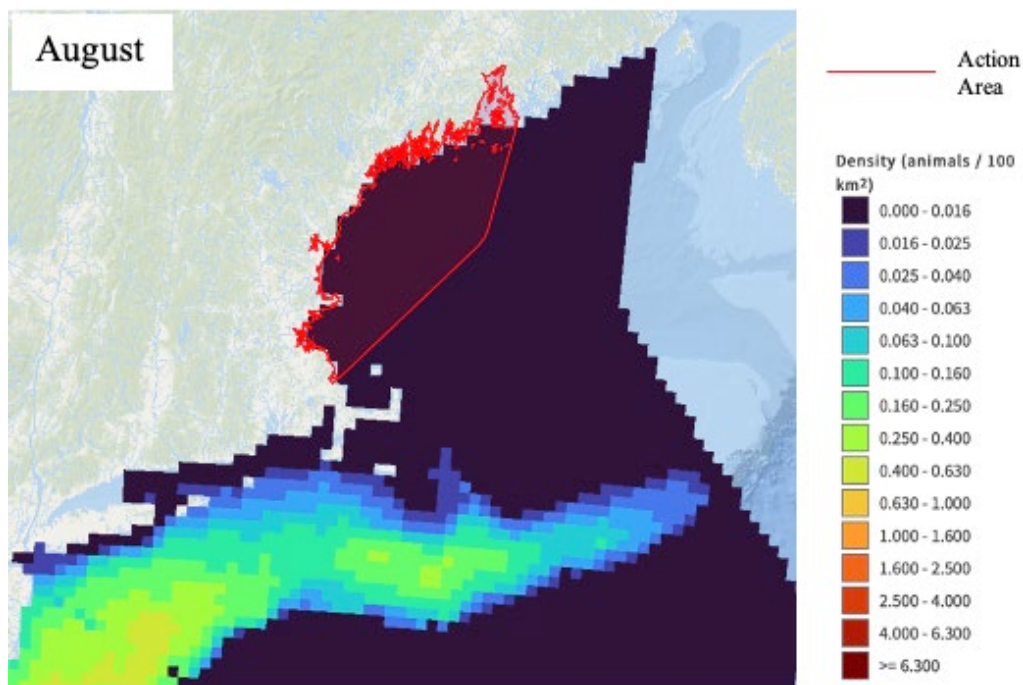 August
Action
Area
Density (animals / 100
km²)
0.000 - 0.016
0.016 - 0.025
0.025 - 0.040
0.040 - 0.063
0.063 - 0.100
0.100 - 0.160
0.160 - 0.250
0.250 - 0.400
0.400 - 0.630
0.630 - 1.000
1.000 - 1.600
1.600 - 2.500
2.500 - 4.000
4.000 - 6.300
>= 6.300